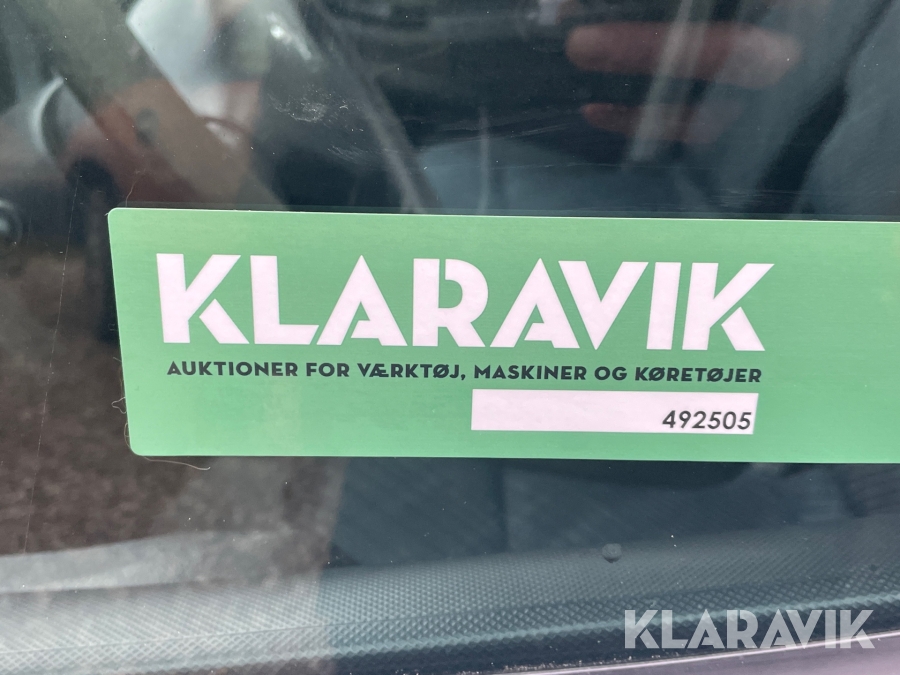 KLARAVIK
AUKTIONER FOR VÆRKTØJ, MASKINER OG KØRETØJER
492505
KLARAVIK